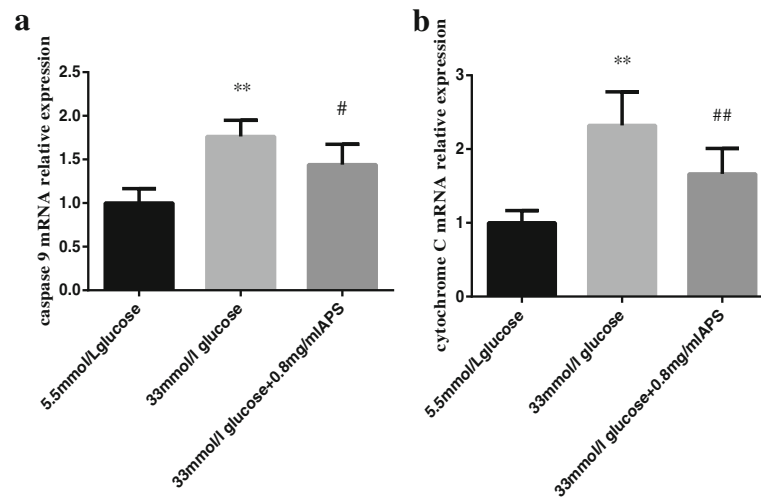 a
caspase 9 mRNA relative expression
2.5
2.0
1.5
1.0
0.5
0.0
**
#
5.5mmol/Lglucose
33mmol/l glucose
33mmol/l glucose+0.8mg/mlAPS
b
cytochrome C mRNA relative expression
3
2
1
0
**
##
5.5mmol/Lglucose
33mmol/l glucose
33mmol/l glucose+0.8mg/mlAPS